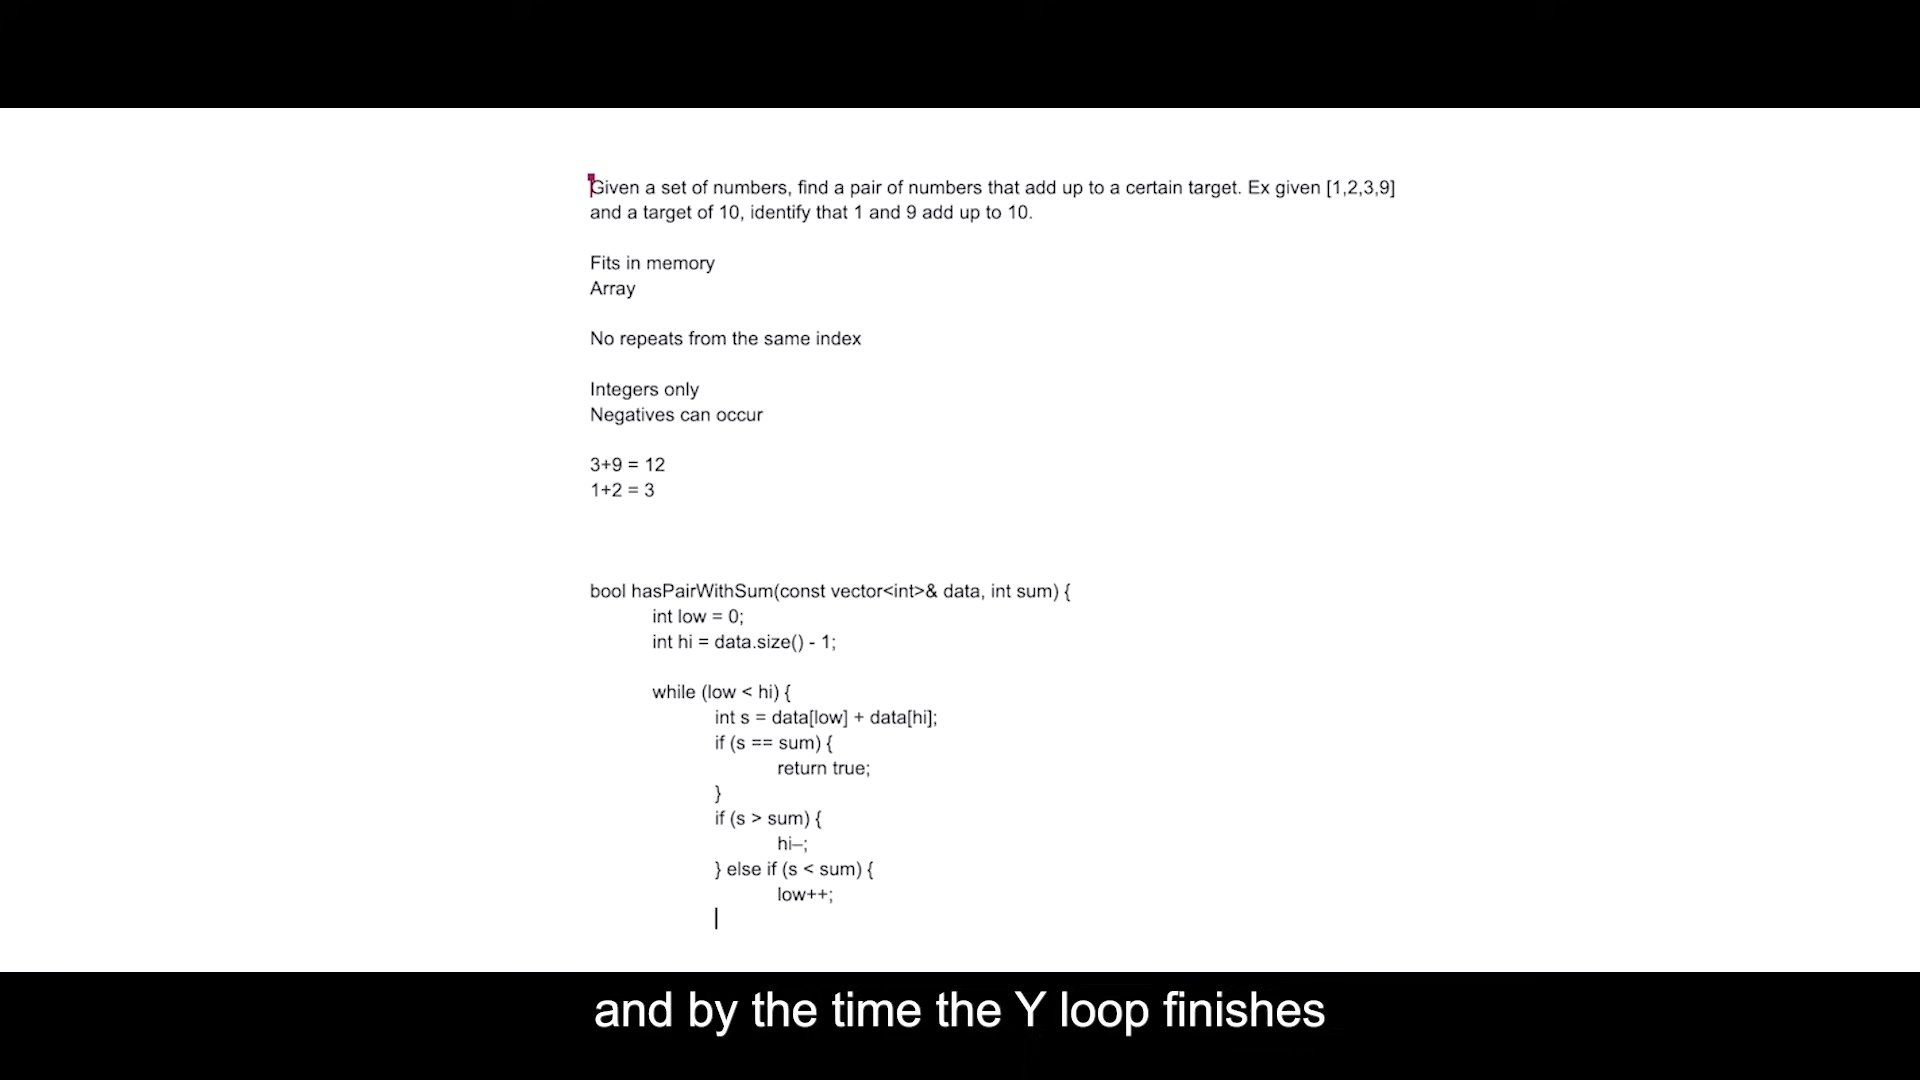 Given a set of numbers, find a pair of numbers that add up to a certain target. Ex given [1,2,3,9]
and a target of 10, identify that 1 and 9 add up to 10.
Fits in memory
Array
No repeats from the same index
Integers only
Negatives can occur
3+9 = 12
1+2 = 3
bool hasPairWithSum(const vector<int>& data, int sum) {
int low = 0;
int hi = data.size() - 1;
while (low < hi) {
int s = data[low] + data[hi];
if (s == sum) {
return true;
}
if (s > sum) {
hi–;
} else if (s < sum) {
low++;
and by the time the Y loop finishes